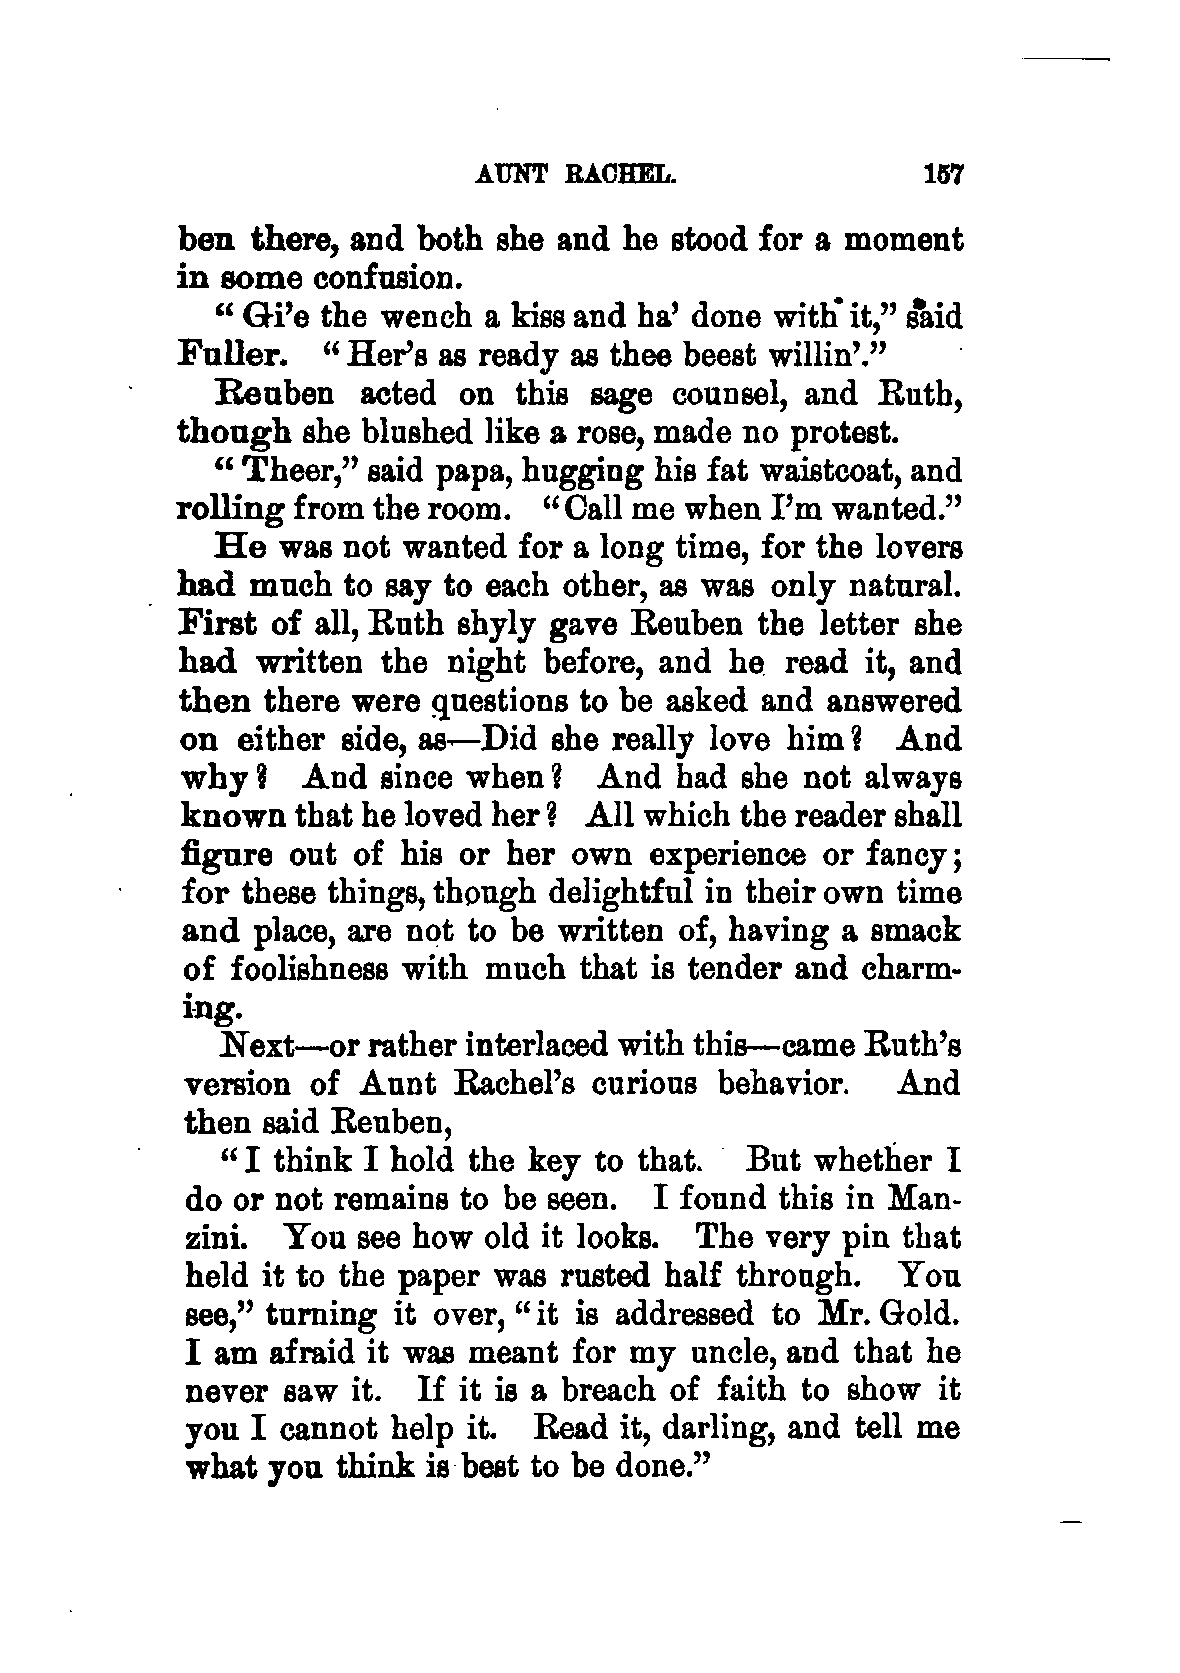 AUNT RACHEL. 157
ben there, and both she and he stood for a moment
in some confusion.
“Gi’e the wench a kiss and ha’ done with it,” said
Fuller. “Her’s as ready as thee beest willin’.”
Reuben acted on this sage counsel, and Ruth,
though she blushed like a rose, made no protest.
“Theer,” said papa, hugging his fat waistcoat, and
rolling from the room. “Call me when I’m wanted.”
He was not wanted for a long time, for the lovers
had much to say to each other, as was only natural.
First of all, Ruth shyly gave Reuben the letter she
had written the night before, and he read it, and
then there were questions to be asked and answered
on either side, as—Did she really love him? And
why? And since when? And had she not always
known that he loved her? All which the reader shall
figure out of his or her own experience or fancy;
for these things, though delightful in their own time
and place, are not to be written of, having a smack
of foolishness with much that is tender and charm-
ing.
Next—or rather interlaced with this—came Ruth’s
version of Aunt Rachel’s curious behavior. And
then said Reuben,
“I think I hold the key to that. But whether I
do or not remains to be seen. I found this in Man-
zini. You see how old it looks. The very pin that
held it to the paper was rusted half through. You
see,” turning it over, “it is addressed to Mr. Gold.
I am afraid it was meant for my uncle, and that he
never saw it. If it is a breach of faith to show it
you I cannot help it. Read it, darling, and tell me
what you think is best to be done.”